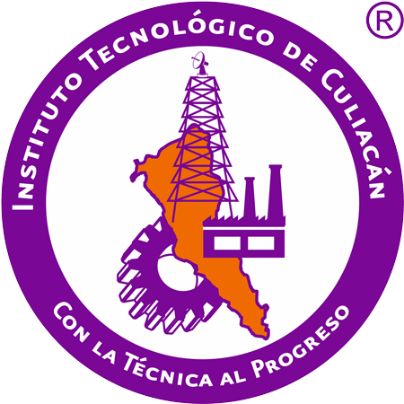 ®
Instituto Tecnológico de Culiacán
Con la Técnica al Progreso